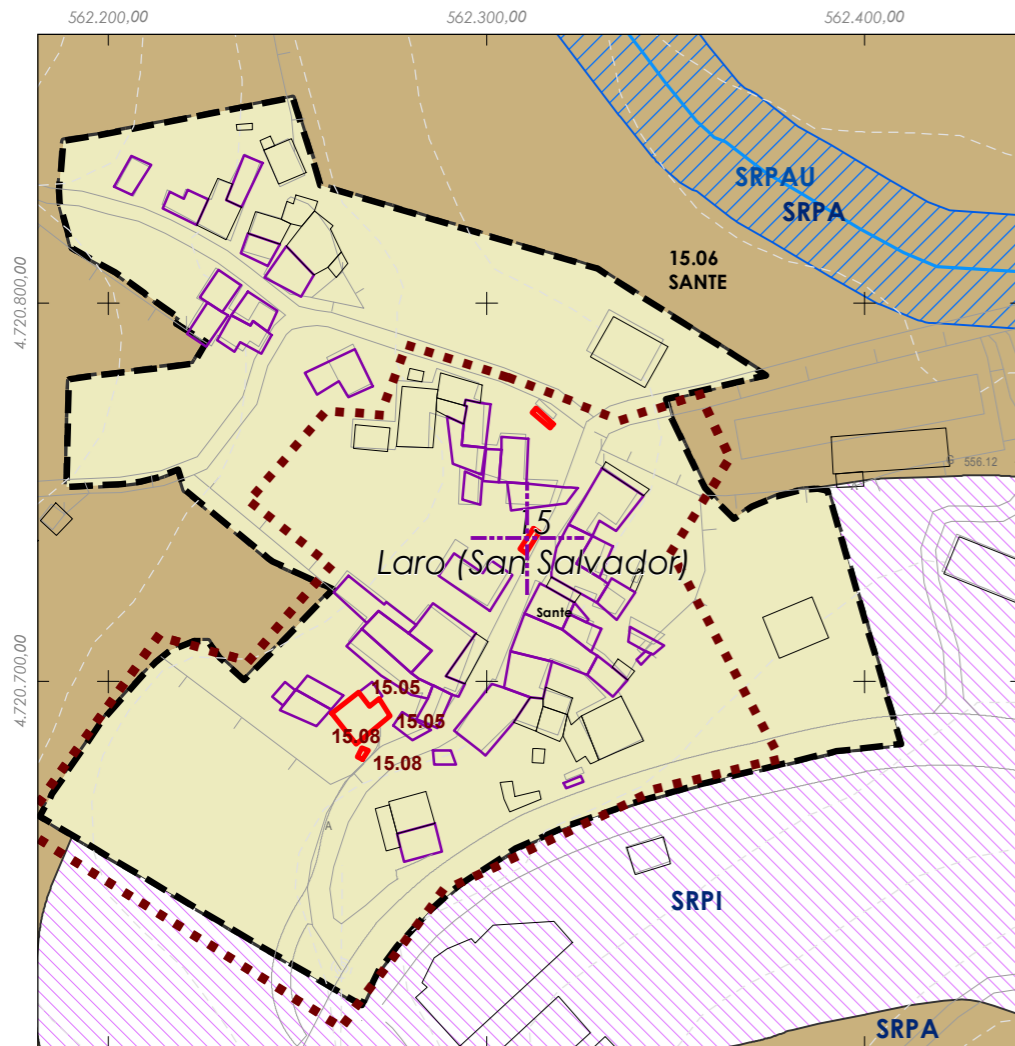 562.200,00
562.300,00
562.400,00
SRPAU
SRPA
15.06
SANTE
4.720.800,00
G 556.12
15
Laro (San Salvador)
Sante
4.720.700,00
15.05
15.05
15.08
15.08
A
SRPI
SRPA